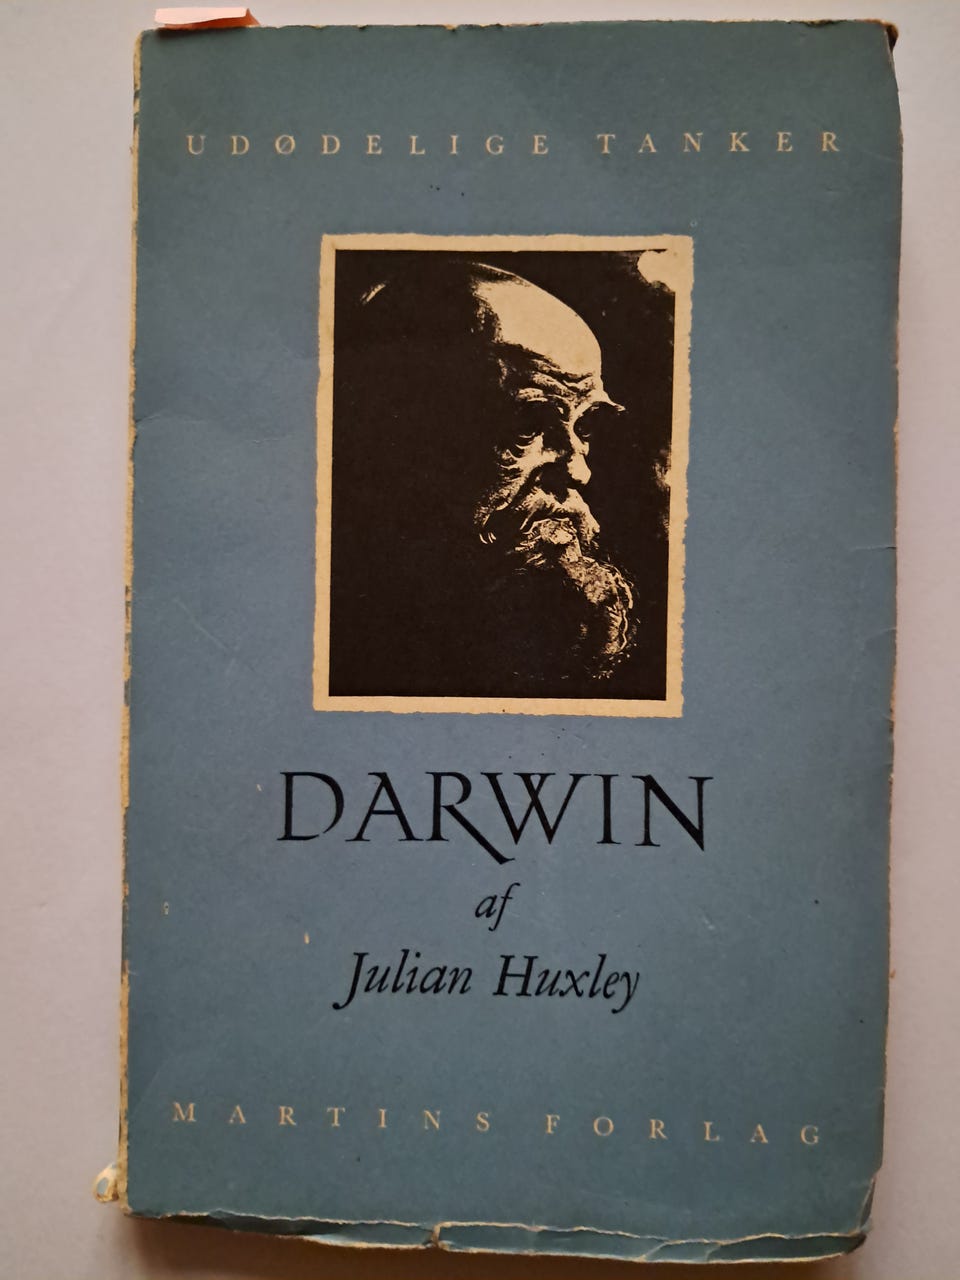 UDØDELIGE TANKER
DARWIN
af
Julian Huxley
MARTINS FORLAG